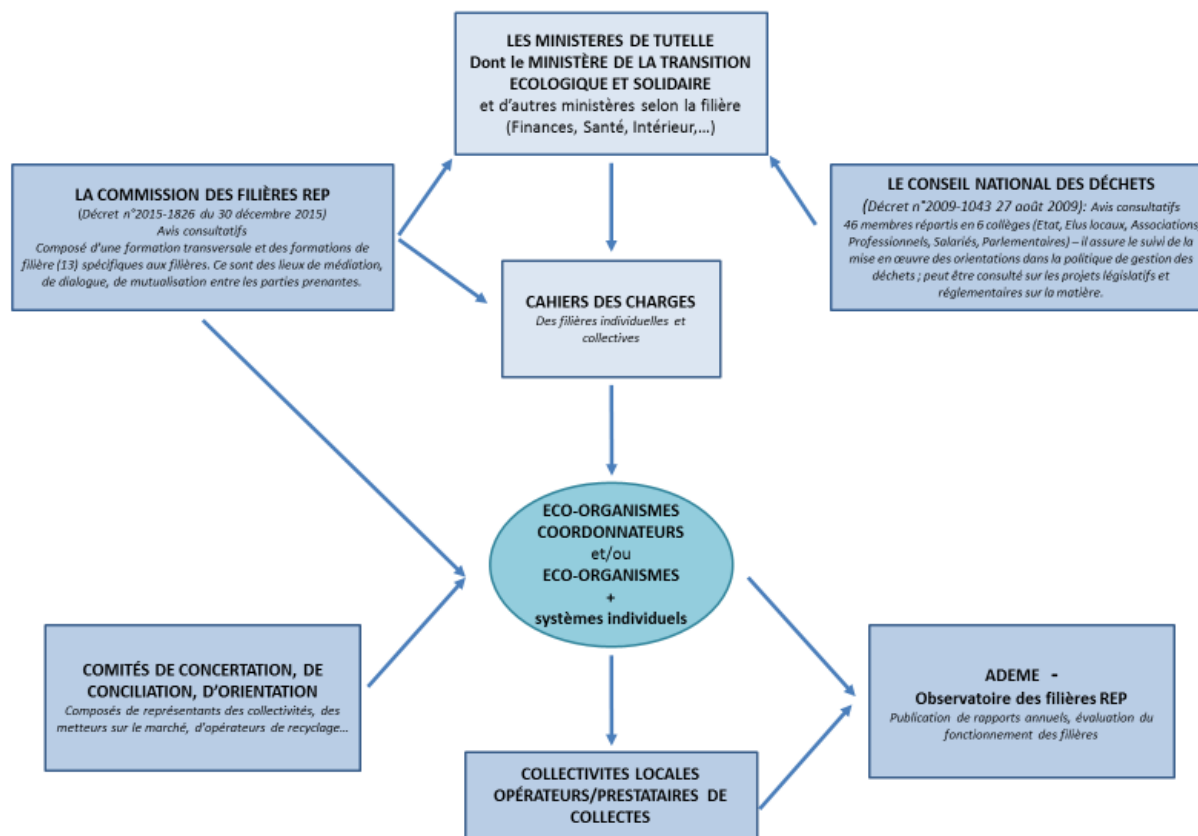 LES MINISTERES DE TUTELLE
Dont le MINISTÈRE DE LA TRANSITION
ECOLOGIQUE ET SOLIDAIRE
et d'autres ministères selon la filière
(Finances, Santé, Intérieur,...)
LA COMMISSION DES FILIÈRES REP
(Décret n°2015-1826 du 30 décembre 2015)
Avis consultatifs
Composé d'une formation transversale et des formations de
filière (13) spécifiques aux filières. Ce sont des lieux de médiation,
de dialogue, de mutualisation entre les parties prenantes.
LE CONSEIL NATIONAL DES DÉCHETS
(Décret n°2009-1043 27 août 2009): Avis consultatifs
46 membres répartis en 6 collèges (Etat, Elus locaux, Associations,
Professionnels, Salariés, Parlementaires) – il assure le suivi de la
mise en œuvre des orientations dans la politique de gestion des
déchets ; peut être consulté sur les projets législatifs et
réglementaires sur la matière.
CAHIERS DES CHARGES
Des filières individuelles et
collectives
ECO-ORGANISMES
COORDONNATEURS
et/ou
ECO-ORGANISMES
+
systèmes individuels
COMITÉS DE CONCERTATION, DE
CONCILIATION, D'ORIENTATION
Composés de représentants des collectivités, des
metteurs sur le marché, d'opérateurs de recyclage...
ADEME -
Observatoire des filières REP
Publication de rapports annuels, évaluation du
fonctionnement des filières
COLLECTIVITES LOCALES
OPÉRATEURS/PRESTATAIRES DE
COLLECTES